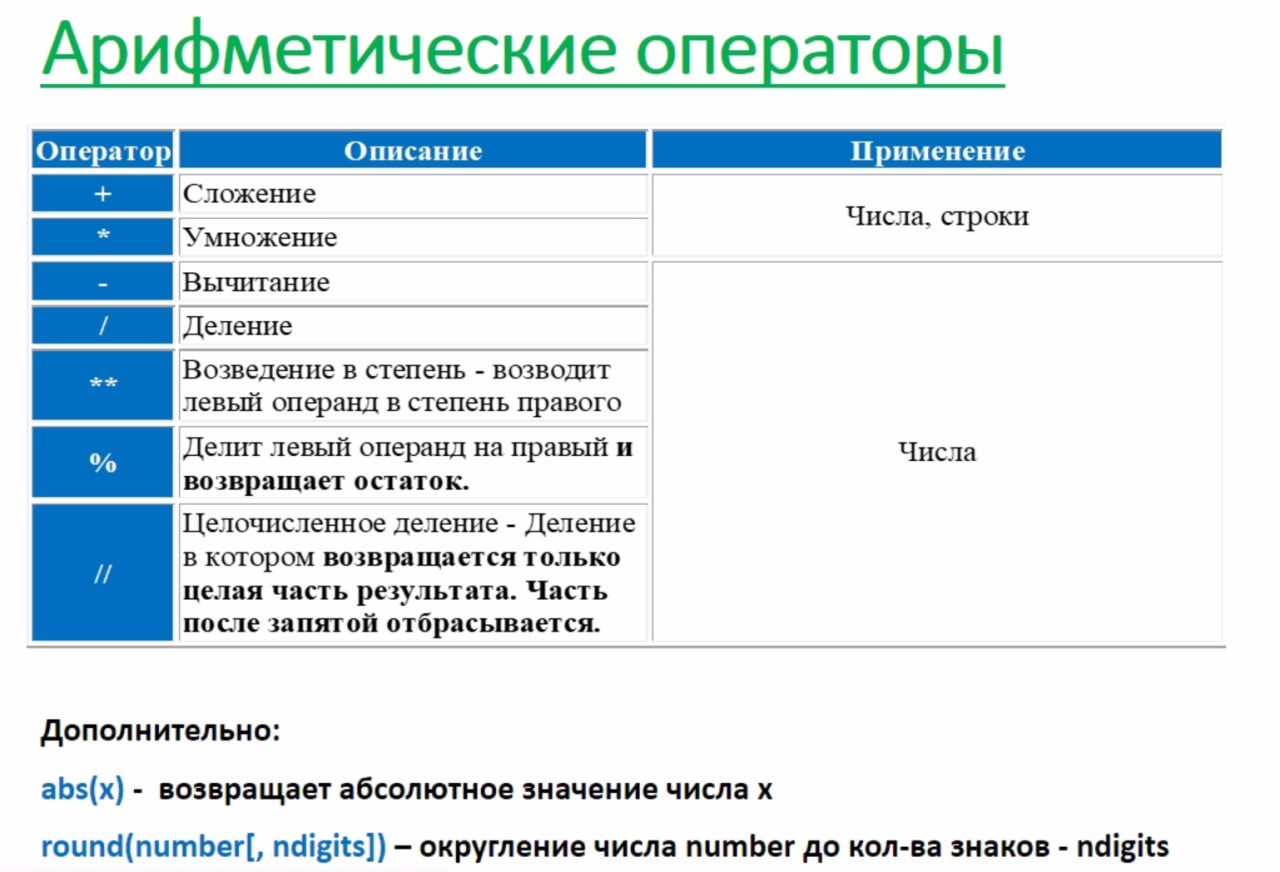 Арифметические операторы
Оператор Описание Применение
+ Сложение
Числа, строки
* Умножение
- Вычитание
/ Деление
** Возведение в степень - возводит
левый операнд в степень правого
Числа
% Делит левый операнд на правый и
возвращает остаток.
// Целочисленное деление - Деление
в котором возвращается только
целая часть результата. Часть
после запятой отбрасывается.
Дополнительно:
abs(x) - возвращает абсолютное значение числа x
round(number[, ndigits]) – округление числа number до кол-ва знаков - ndigits